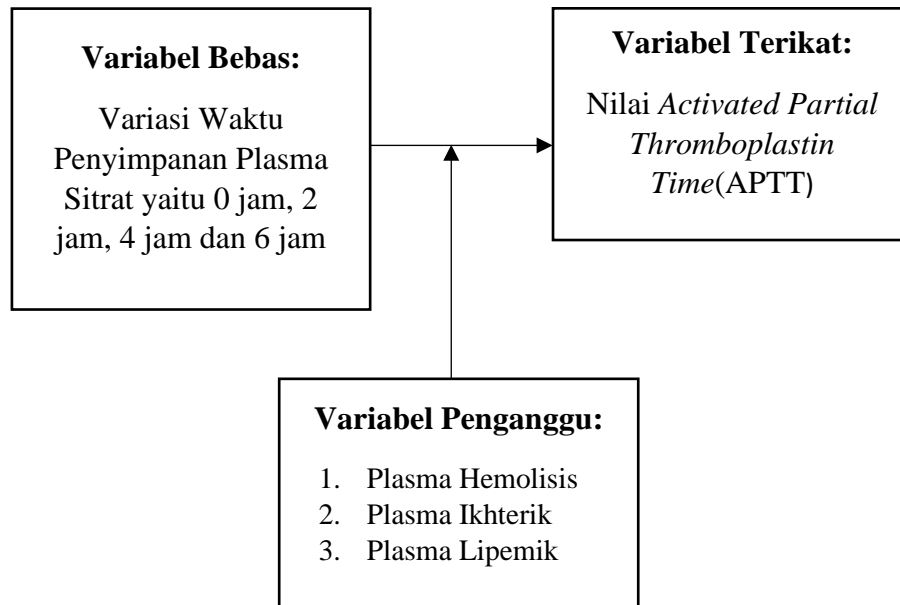 Variabel Bebas:
Variasi Waktu
Penyimpanan Plasma
Sitrat yaitu 0 jam, 2
jam, 4 jam dan 6 jam
Variabel Terikat:
Nilai Activated Partial
Thromboplastin
Time(APTT)
Variabel Penganggu:
1. Plasma Hemolisis
2. Plasma Ikhterik
3. Plasma Lipemik